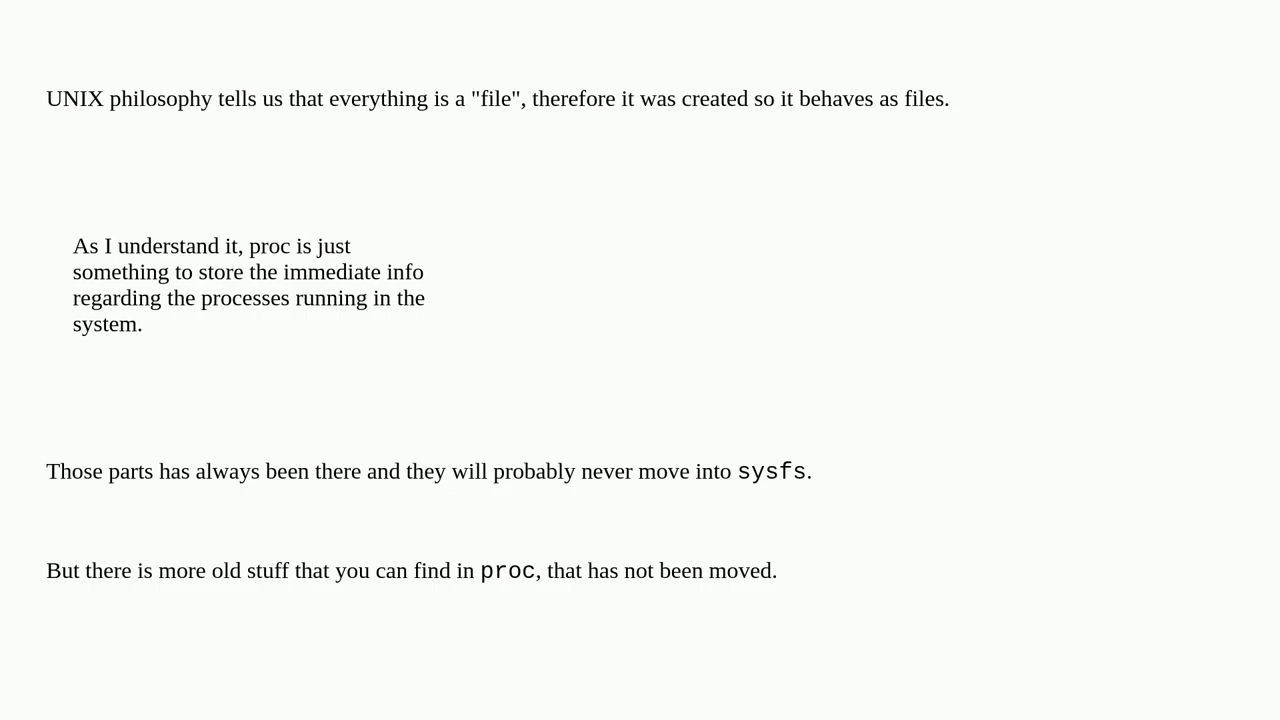 UNIX philosophy tells us that everything is a "file", therefore it was created so it behaves as files.
As I understand it, proc is just
something to store the immediate info
regarding the processes running in the
system.
Those parts has always been there and they will probably never move into sysfs.
But there is more old stuff that you can find in proc, that has not been moved.